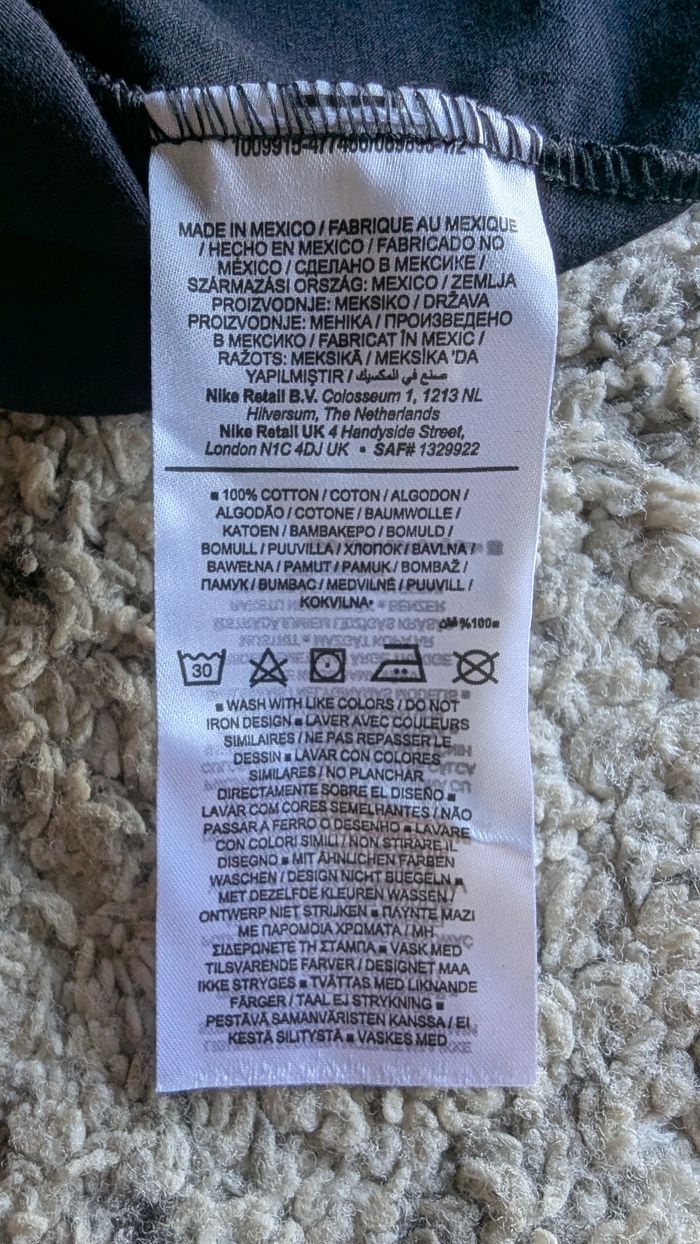 MADE IN MEXICO / FABRIQUE AU MEXIQUE
/ HECHO EN MEXICO / FABRICADO NO
MÉXICO / СДЕЛАНО В МЕКСИКЕ /
SZÁRMAZÁSI ORSZÁG: MEXICO / ZEMLJA
PROIZVODNJE: MEKSIKO / DRŽAVA
PROIZVODNJE: МЕНІКА / ПРОИЗВЕДЕНО
В МЕКСИКО / FABRICAT ÎN MEXIC /
RAŽOTS: MEKSIKĀ / MEKSİKA 'DA
YAPILMIŞTIR / صنع في المكسيك
Nike Retail B.V. Colosseum 1, 1213 NL
Hilversum, The Netherlands
Nike Retail UK 4 Handyside Street,
London N1C 4DJ UK • SAF# 1329922
■ 100% COTTON / COTON / ALGODON /
ALGODÃO / COTONE / BAUMWOLLE /
KATOEN / ΒΑΜΒΑΚΕΡΟ / BOMULD /
BOMULL / PUUVILLA / ХЛОПОК / BAVLNA /
BAWEŁNA / PAMUT / PAMUK / BOMBAŽ /
ПАМУК / BUMBAC / MEDVILNĖ / PUUVILL /
KOKVILNA•
%100■
30
■ WASH WITH LIKE COLORS / DO NOT
IRON DESIGN ■ LAVER AVEC COULEURS
SIMILAIRES / NE PAS REPASSER LE
DESSIN ■ LAVAR CON COLORES
SIMILARES / NO PLANCHAR
DIRECTAMENTE SOBRE EL DISEÑO ■
LAVAR COM CORES SEMELHANTES / NÃO
PASSAR A FERRO O DESENHO ■ LAVARE
CON COLORI SIMILI / NON STIRARE IL
DISEGNO ■ MIT ÄHNLICHEN FARBEN
WASCHEN / DESIGN NICHT BUEGELN ■
MET DEZELFDE KLEUREN WASSEN /
ONTWERP NIET STRIJKEN ■ ΠΛΥΝΤΕ ΜΑΖΙ
ΜΕ ΠΑΡΟΜΟΙΑ ΧΡΩΜΑΤΑ / ΜΗ
ΣΙΔΕΡΩΝΕΤΕ ΤΗ ΣΤΑΜΠΑ ■ VASK MED
TILSVARENDE FARVER / DESIGNET MAA
IKKE STRYGES ■ TVÄTTAS MED LIKNANDE
FÄRGER / TAAL EJ STRYKNING ■
PESTÄVÄ SAMANVÄRISTEN KANSSA / EI
KESTÄ SILITYSTÄ ■ VASKES MED